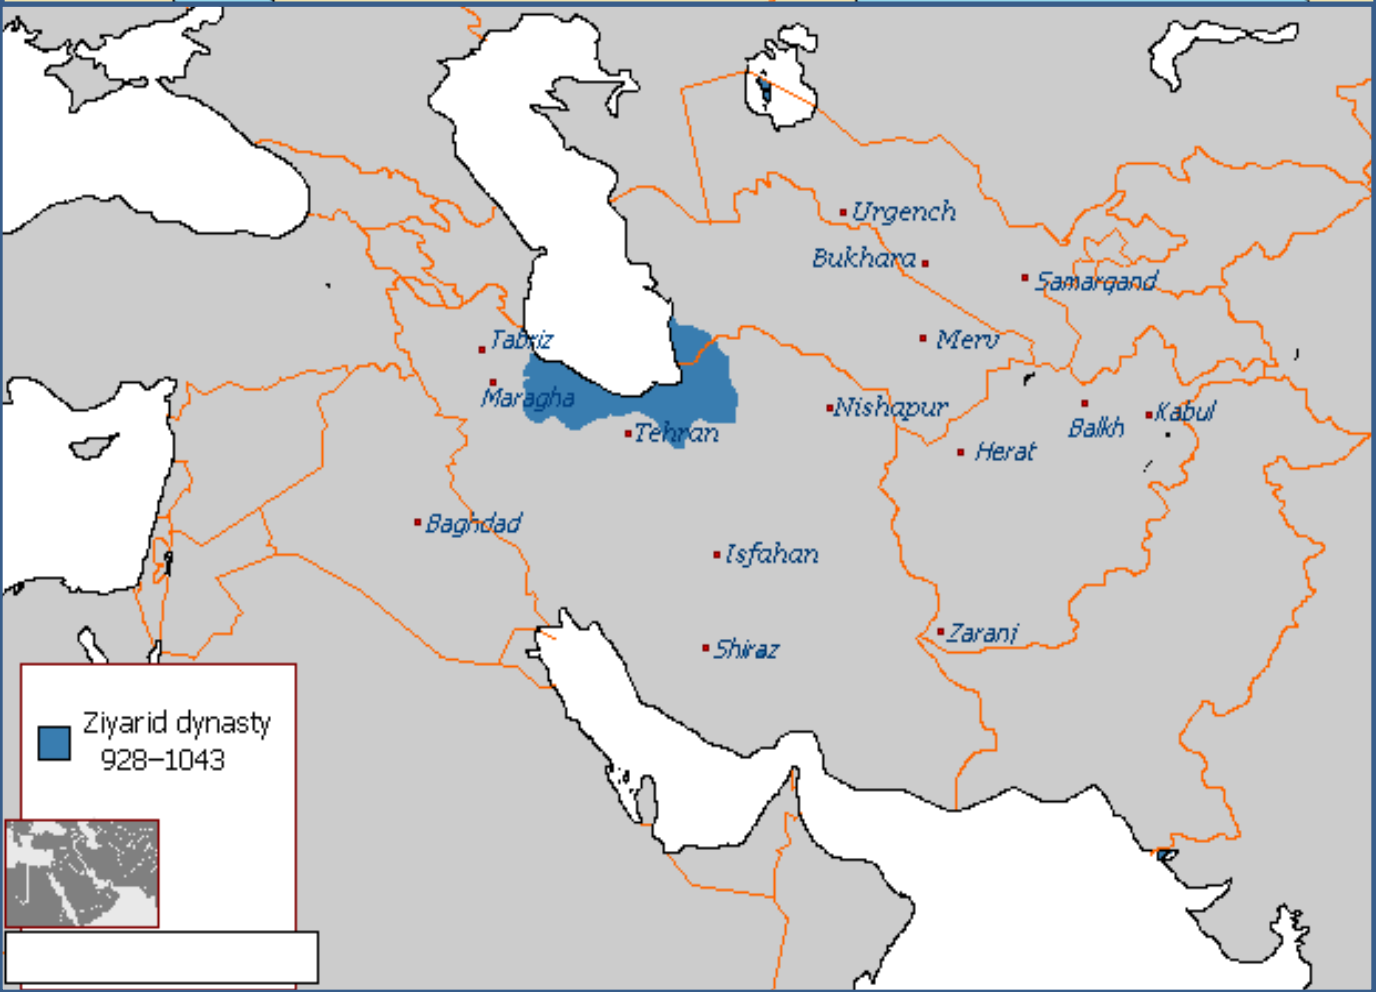 Urgench
Bukhara
Samarqand
Tabriz
Merv
Maragha
Nishapur
Kabul
Balkh
Tehran
Herat
Baghdad
Isfahan
Zaranj
Shiraz
Ziyarid dynasty
928–1043